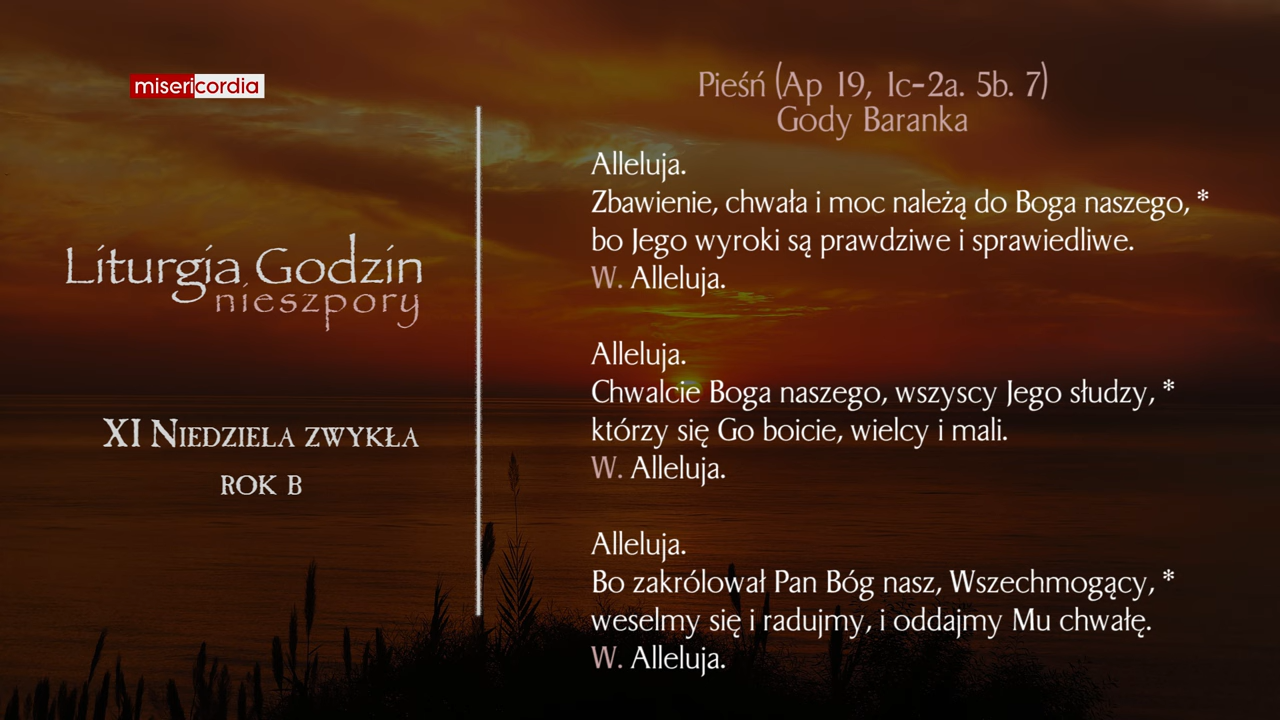 misericordia
Liturgia Godzin
nieszpory
XI Niedziela zwykła
rok B
Pieśń (Ap 19, 1c-2a. 5b. 7)
Gody Baranka
Alleluja.
Zbawienie, chwała i moc należą do Boga naszego, *
bo Jego wyroki są prawdziwe i sprawiedliwe.
W. Alleluja.
Alleluja.
Chwalcie Boga naszego, wszyscy Jego słudzy, *
którzy się Go boicie, wielcy i mali.
W. Alleluja.
Alleluja.
Bo zakrólował Pan Bóg nasz, Wszechmogący, *
weselmy się i radujmy, i oddajmy Mu chwałę.
W. Alleluja.